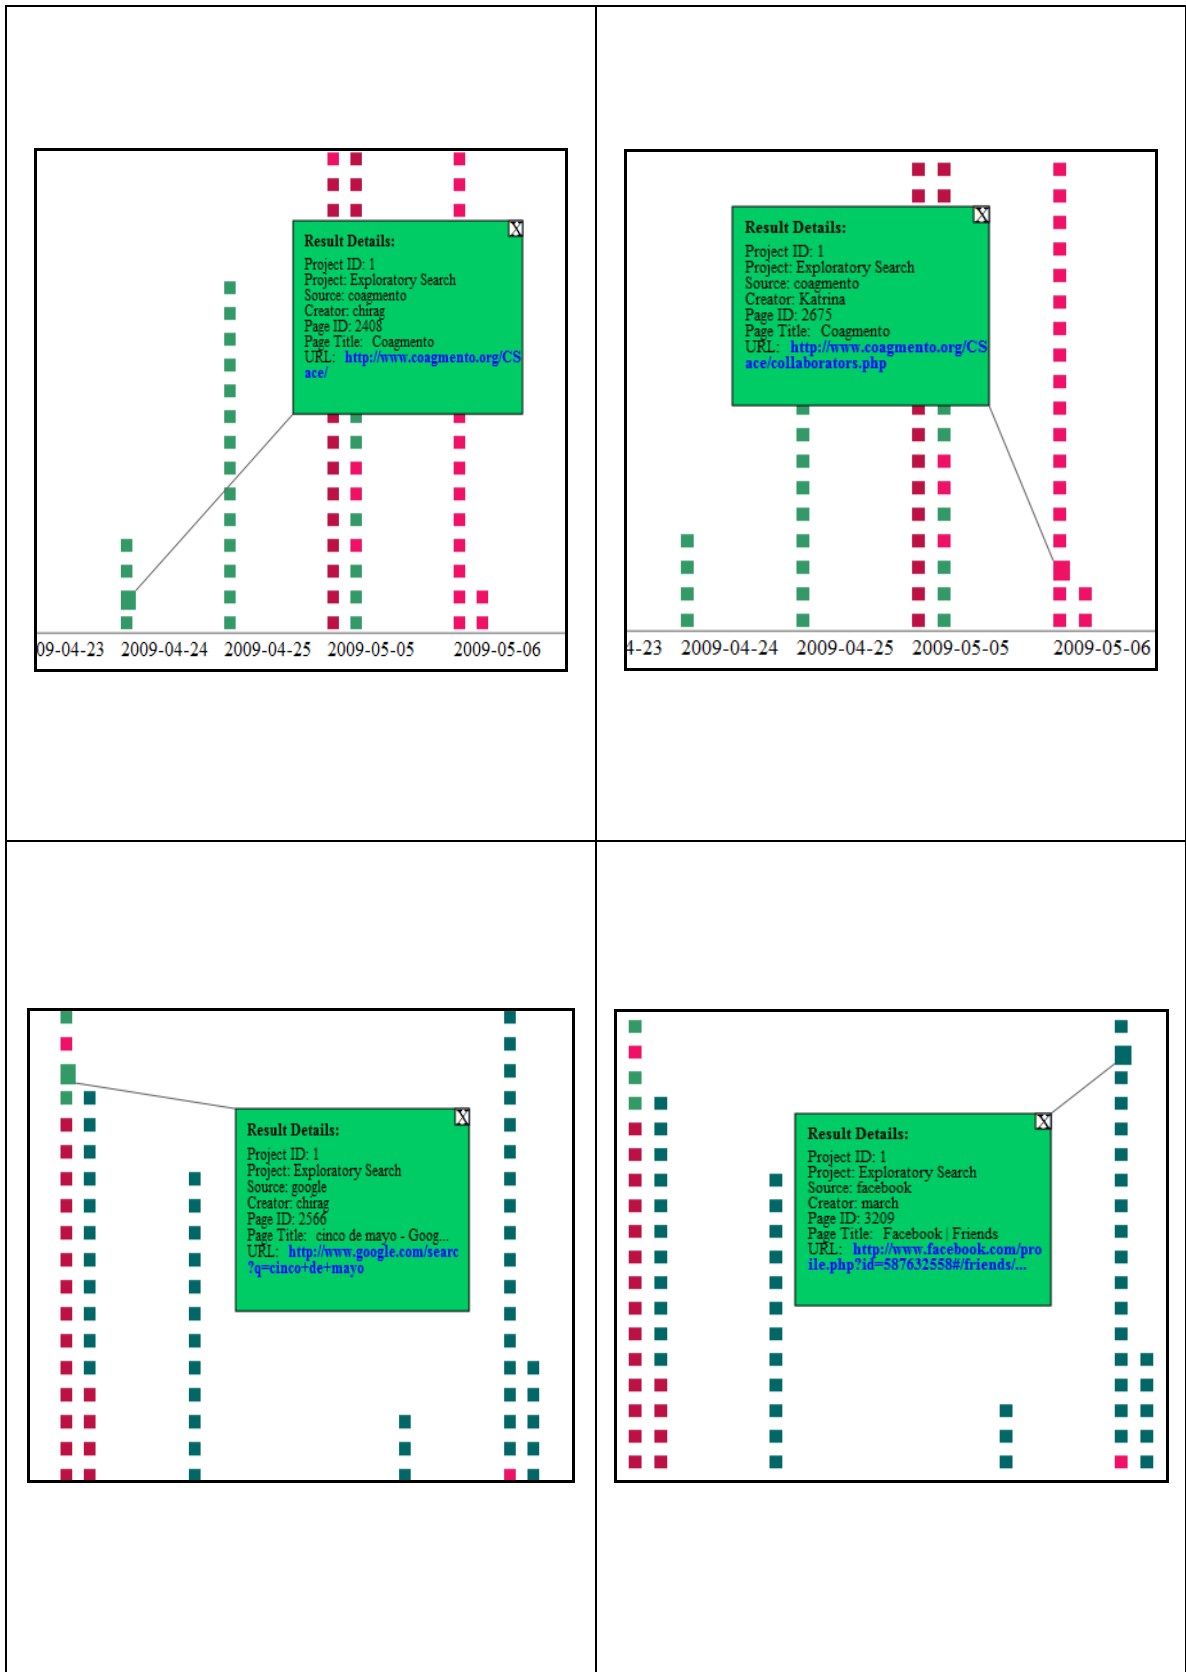 X
Result Details:
Project ID: 1
Project: Exploratory Search
Source: coagmento
Creator: chirag
Page ID: 2408
Page Title: Coagmento
URL: http://www.coagmento.org/CS
ace/
09-04-23 2009-04-24 2009-04-25 2009-05-05 2009-05-06
X
Result Details:
Project ID: 1
Project: Exploratory Search
Source: coagmento
Creator: Katrina
Page ID: 2675
Page Title: Coagmento
URL: http://www.coagmento.org/CS
ace/collaborators.php
4-23 2009-04-24 2009-04-25 2009-05-05 2009-05-06
X
Result Details:
Project ID: 1
Project: Exploratory Search
Source: google
Creator: chirag
Page ID: 2566
Page Title: cinco de mayo - Goog...
URL: http://www.google.com/searc
?q=cinco+de+mayo
X
Result Details:
Project ID: 1
Project: Exploratory Search
Source: facebook
Creator: march
Page ID: 3209
Page Title: Facebook | Friends
URL: http://www.facebook.com/pro
ile.php?id=587632558#/friends/...